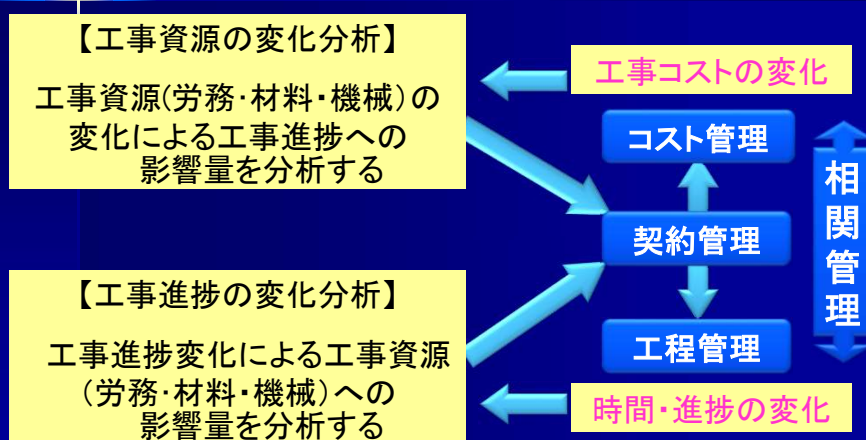 【工事資源の変化分析】
工事資源(労務･材料・機械)の
変化による工事進捗への
影響量を分析する
工事コストの変化
コスト管理
契約管理
工程管理
相関管理
【工事進捗の変化分析】
工事進捗変化による工事資源
(労務･材料・機械)への
影響量を分析する
時間・進捗の変化